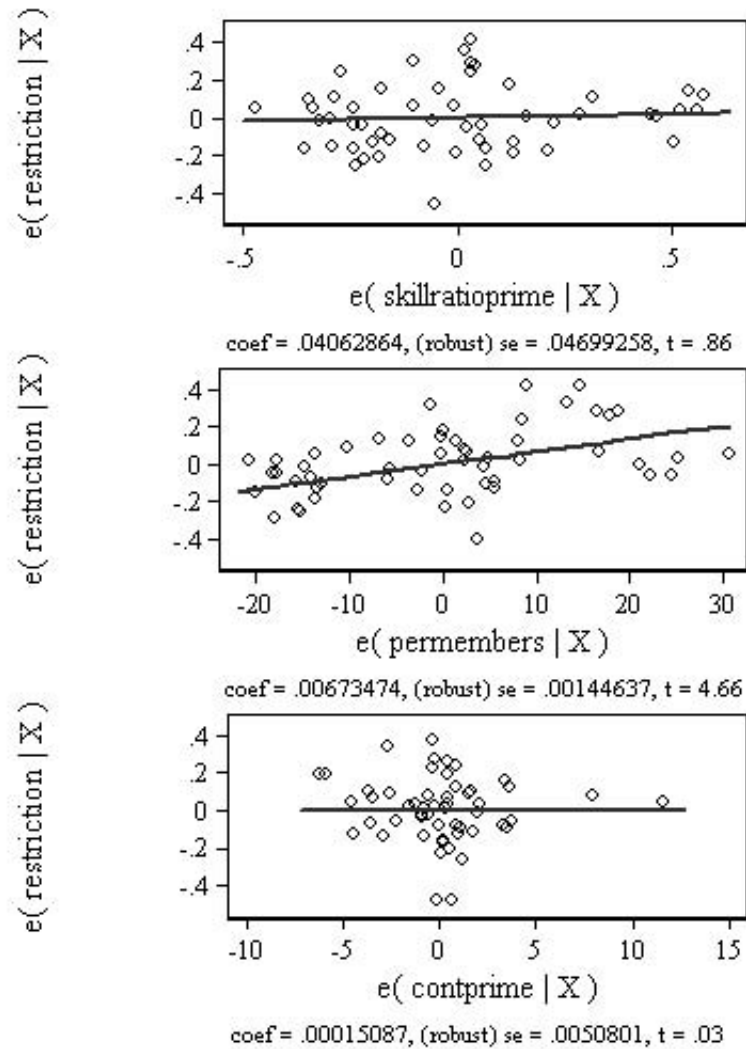 e( restriction | X )
.4
.2
0
-.2
-.4
-.5 0 .5
e( skillratioprime | X )
coef = .04062864, (robust) se = .04699258, t = .86
e( restriction | X )
.4
.2
0
-.2
-.4
-20 -10 0 10 20 30
e( permembers | X )
coef = .00673474, (robust) se = .00144637, t = 4.66
e( restriction | X )
.4
.2
0
-.2
-.4
-10 -5 0 5 10 15
e( contprime | X )
coef = .00015087, (robust) se = .0050801, t = .03